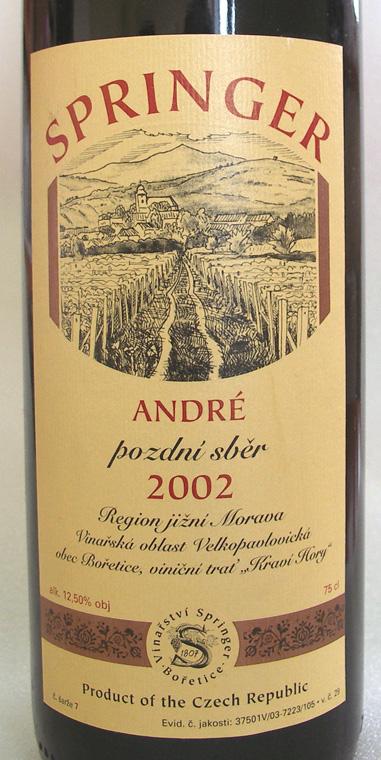 SPRINGER
ANDRÉ
pozdní sběr
2002
Region jižní Morava
Vinařská oblast Velkopavlovická
obec Bořetice, viniční trať „Kraví Hory“
alk. 12,50% obj
75 cl
Vinařství Springer
S
1807
Bořetice
Product of the Czech Republic
č. šarže 7
Evid. č. jakosti: 37501V/03-7223/105 • v. č. 29